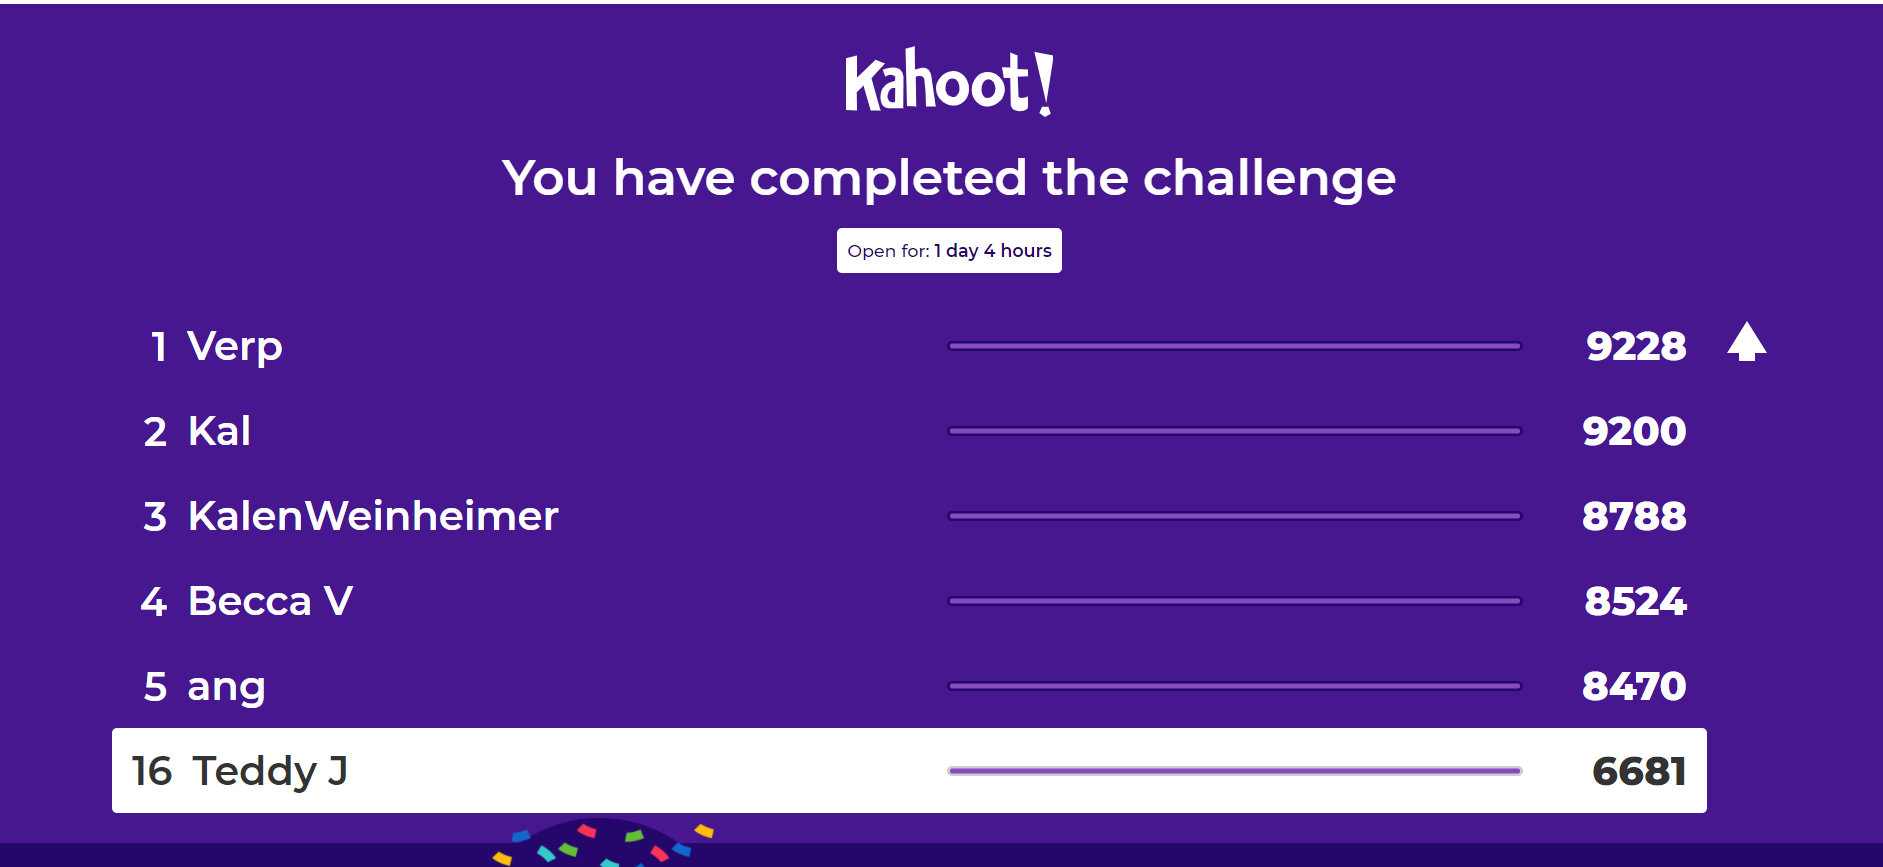 Kahoot!
You have completed the challenge
Open for: 1 day 4 hours
1 Verp 9228
2 Kal 9200
3 KalenWeinheimer 8788
4 Becca V 8524
5 ang 8470
16 Teddy J 6681